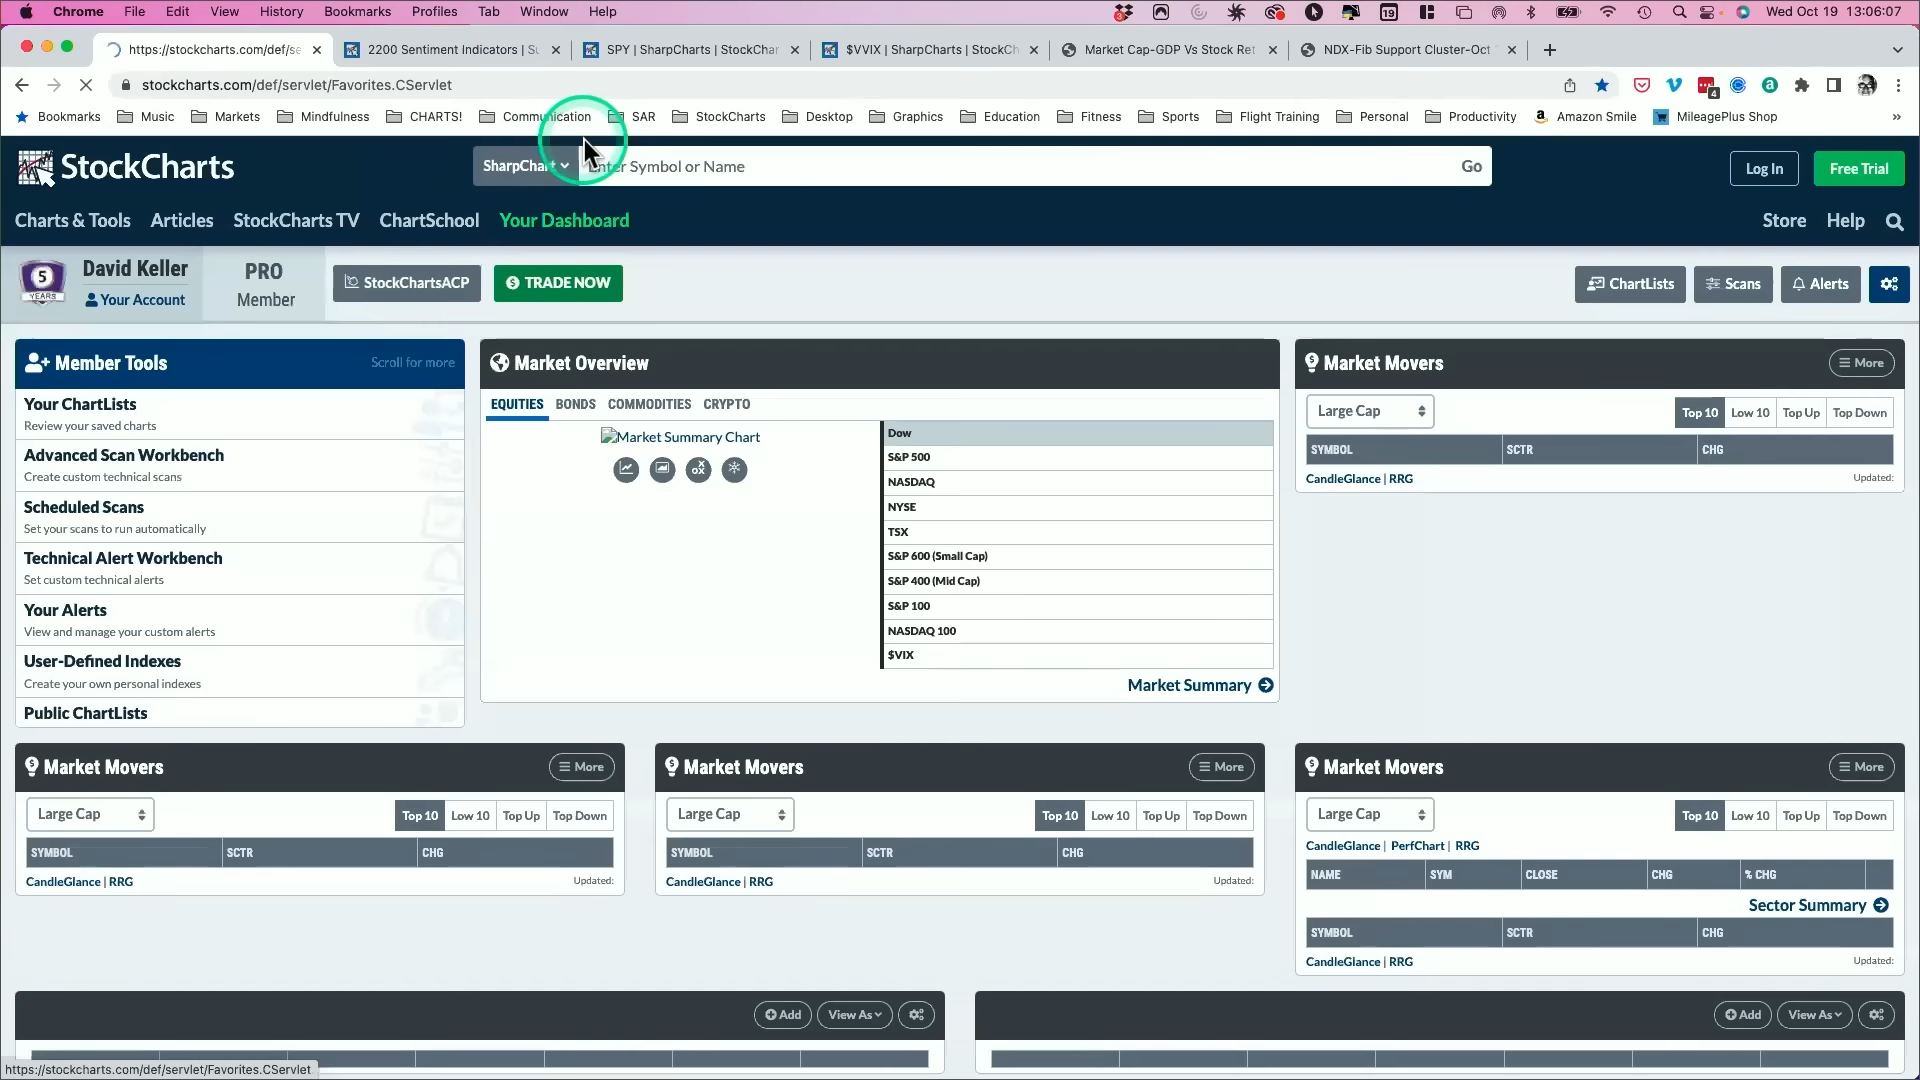 Chrome File Edit View History Bookmarks Profiles Tab Window Help 3 19 Wed Oct 19 13:06:07
https://stockcharts.com/def/se 2200 Sentiment Indicators | SPY | SharpCharts | StockChar $VVIX | SharpCharts | StockCh Market Cap-GDP Vs Stock Ret NDX-Fib Support Cluster-Oct
stockcharts.com/def/servlet/Favorites.CServlet 4
Bookmarks Music Markets Mindfulness CHARTS! Communication SAR StockCharts Desktop Graphics Education Fitness Sports Flight Training Personal Productivity Amazon Smile MileagePlus Shop »
StockCharts SharpChart Enter Symbol or Name Go Log In Free Trial
Charts & Tools Articles StockCharts TV ChartSchool Your Dashboard Store Help
5 YEARS David Keller PRO StockChartsACP TRADE NOW ChartLists Scans Alerts
Your Account Member
Member Tools Scroll for more
Your ChartLists
Review your saved charts
Advanced Scan Workbench
Create custom technical scans
Scheduled Scans
Set your scans to run automatically
Technical Alert Workbench
Set custom technical alerts
Your Alerts
View and manage your custom alerts
User-Defined Indexes
Create your own personal indexes
Public ChartLists
Market Overview
EQUITIES BONDS COMMODITIES CRYPTO
Market Summary Chart
Dow
S&P 500
NASDAQ
NYSE
TSX
S&P 600 (Small Cap)
S&P 400 (Mid Cap)
S&P 100
NASDAQ 100
$VIX
Market Summary
Market Movers More
Large Cap Top 10 Low 10 Top Up Top Down
SYMBOL SCTR CHG
CandleGlance | RRG Updated:
Market Movers More
Large Cap Top 10 Low 10 Top Up Top Down
SYMBOL SCTR CHG
CandleGlance | RRG Updated:
Market Movers More
Large Cap Top 10 Low 10 Top Up Top Down
SYMBOL SCTR CHG
CandleGlance | RRG Updated:
Market Movers More
Large Cap Top 10 Low 10 Top Up Top Down
CandleGlance | PerfChart | RRG
NAME SYM CLOSE CHG % CHG
Sector Summary
SYMBOL SCTR CHG
CandleGlance | RRG Updated:
Add View As Add View As
https://stockcharts.com/def/servlet/Favorites.CServlet